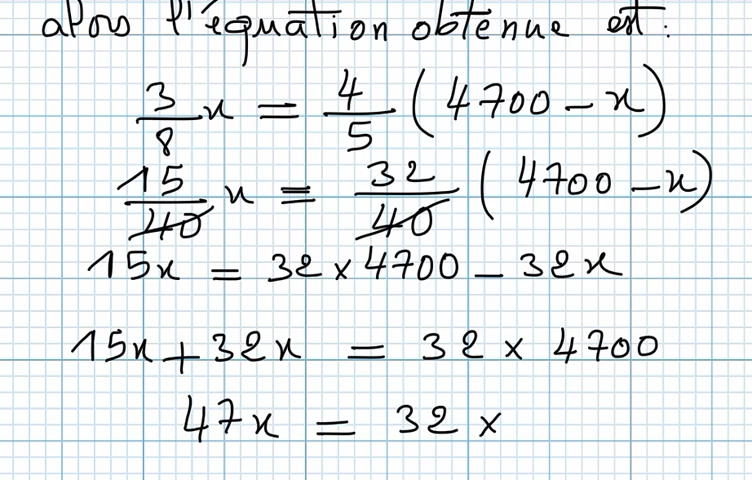 alors l'équation obtenue est :
3/8 x = 4/5 (4700 - x)
15/40 x = 32/40 (4700 - x)
15x = 32 × 4700 - 32x
15x + 32x = 32 × 4700
47x = 32 ×